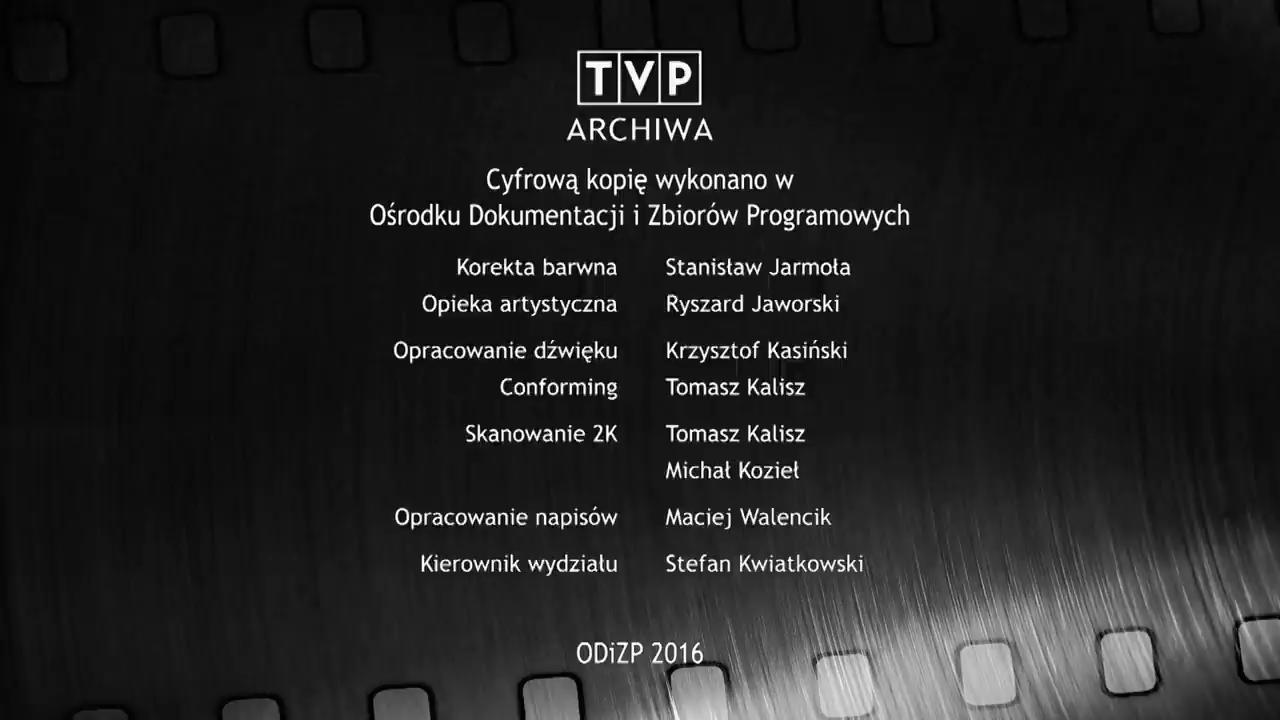 TVP
ARCHIWA
Cyfrową kopię wykonano w
Ośrodku Dokumentacji i Zbiorów Programowych
Korekta barwna Stanisław Jarmoła
Opieka artystyczna Ryszard Jaworski
Opracowanie dźwięku Krzysztof Kasiński
Conforming Tomasz Kalisz
Skanowanie 2K Tomasz Kalisz
Michał Kozieł
Opracowanie napisów Maciej Walencik
Kierownik wydziału Stefan Kwiatkowski
ODiZP 2016